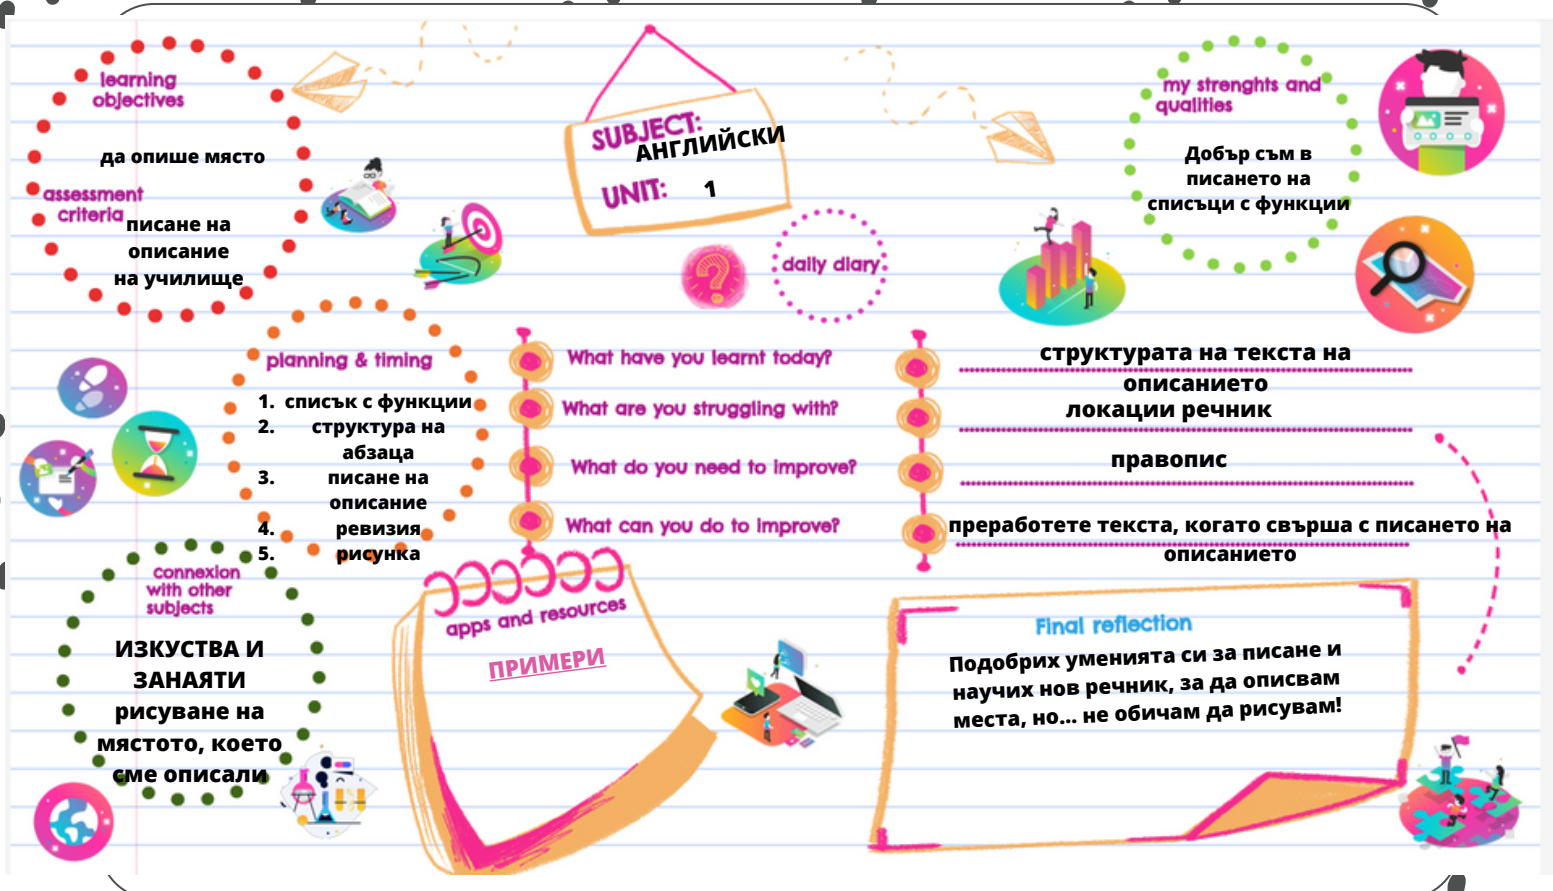 learning
objectives
да опише място
assessment
criteria
писане на
описание
на училище
SUBJECT:
АНГЛИЙСКИ
UNIT: 1
my strenghts and
qualities
Добър съм в
писането на
списъци с функции
daily diary
planning & timing
1. списък с функции
2. структура на
абзаца
3. писане на
описание
4. ревизия
5. рисунка
What have you learnt today?
What are you struggling with?
What do you need to improve?
What can you do to improve?
структурата на текста на
описанието
локации речник
правопис
преработете текста, когато свърша с писането на
описанието
connexion
with other
subjects
ИЗКУСТВА И
ЗАНАЯТИ
рисуване на
мястото, което
сме описали
apps and resources
ПРИМЕРИ
Final reflection
Подобрих уменията си за писане и
научих нов речник, за да описвам
места, но... не обичам да рисувам!